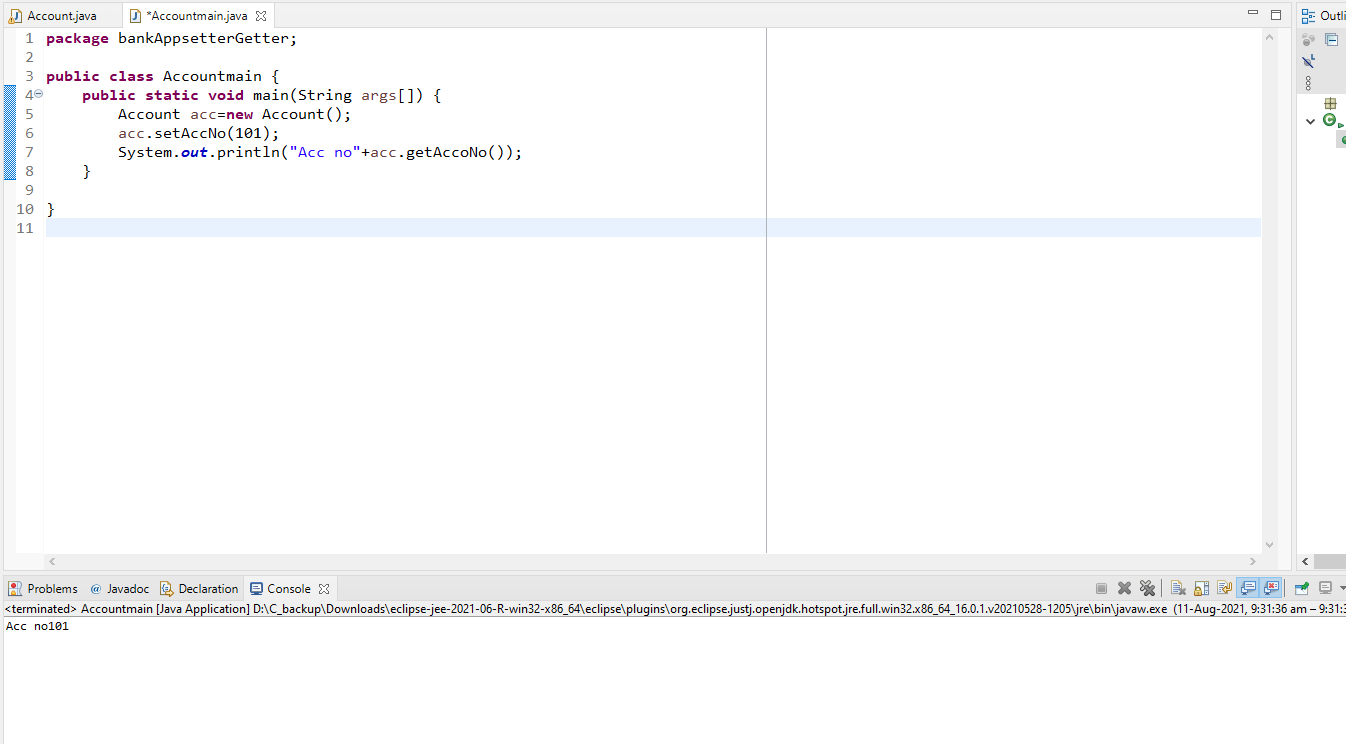 Account.java *Accountmain.java Outli
1 package bankAppsetterGetter;
2
3 public class Accountmain {
4 public static void main(String args[]) {
5 Account acc=new Account();
6 acc.setAccNo(101);
7 System.out.println("Acc no"+acc.getAccoNo());
8 }
9
10 }
11
Problems @ Javadoc Declaration Console
<terminated> Accountmain [Java Application] D:\C_backup\Downloads\eclipse-jee-2021-06-R-win32-x86_64\eclipse\plugins\org.eclipse.justj.openjdk.hotspot.jre.full.win32.x86_64_16.0.1.v20210528-1205\jre\bin\javaw.exe (11-Aug-2021, 9:31:36 am – 9:31:3
Acc no101